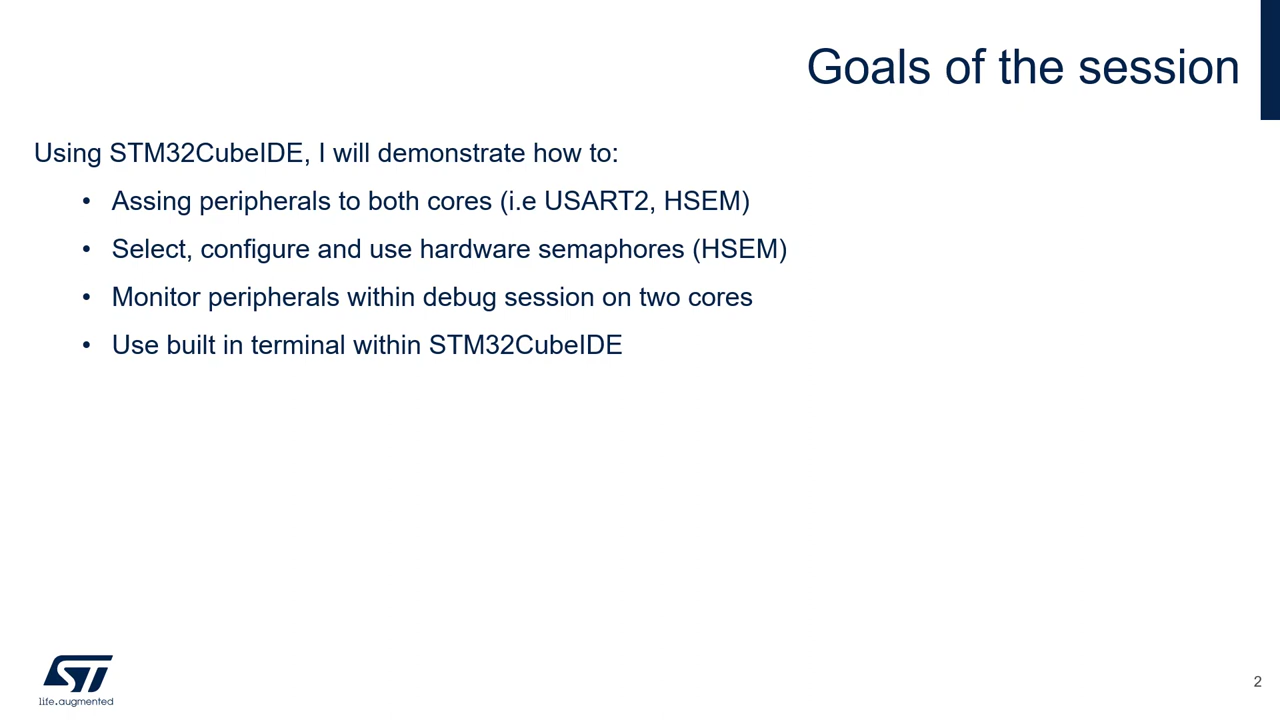 Goals of the session
Using STM32CubeIDE, I will demonstrate how to:
• Assing peripherals to both cores (i.e USART2, HSEM)
• Select, configure and use hardware semaphores (HSEM)
• Monitor peripherals within debug session on two cores
• Use built in terminal within STM32CubeIDE
ST
life.augmented
2